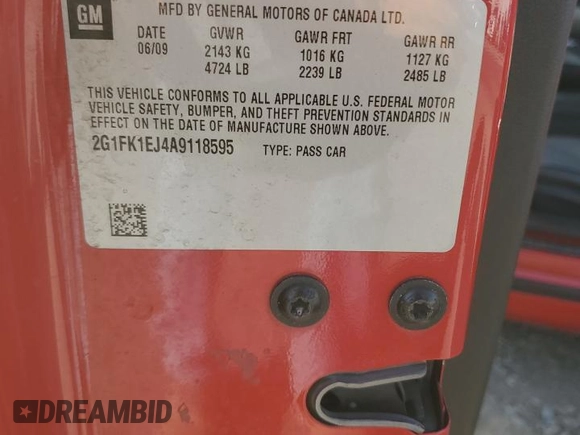 GM
MFD BY GENERAL MOTORS OF CANADA LTD.
DATE GVWR GAWR FRT GAWR RR
06/09 2143 KG 1016 KG 1127 KG
4724 LB 2239 LB 2485 LB
THIS VEHICLE CONFORMS TO ALL APPLICABLE U.S. FEDERAL MOTOR
VEHICLE SAFETY, BUMPER, AND THEFT PREVENTION STANDARDS IN
EFFECT ON THE DATE OF MANUFACTURE SHOWN ABOVE.
2G1FK1EJ4A9118595 TYPE: PASS CAR
DREAMBID